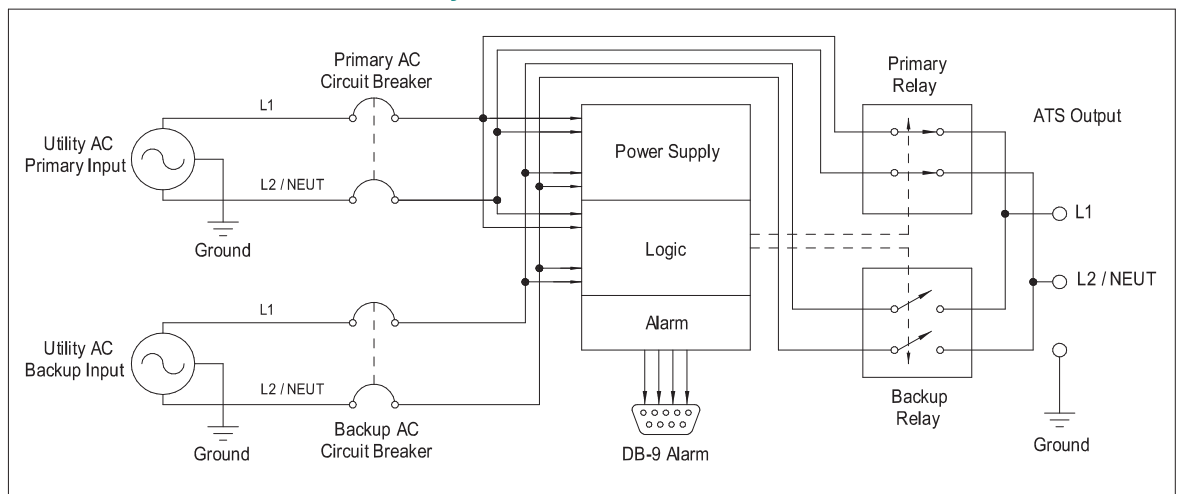 Primary AC
Circuit Breaker
L1
Utility AC
Primary Input
L2 / NEUT
Ground
Power Supply
Logic
Alarm
DB-9 Alarm
L1
Utility AC
Backup Input
L2 / NEUT
Ground
Backup AC
Circuit Breaker
Primary
Relay
ATS Output
L1
L2 / NEUT
Backup
Relay
Ground